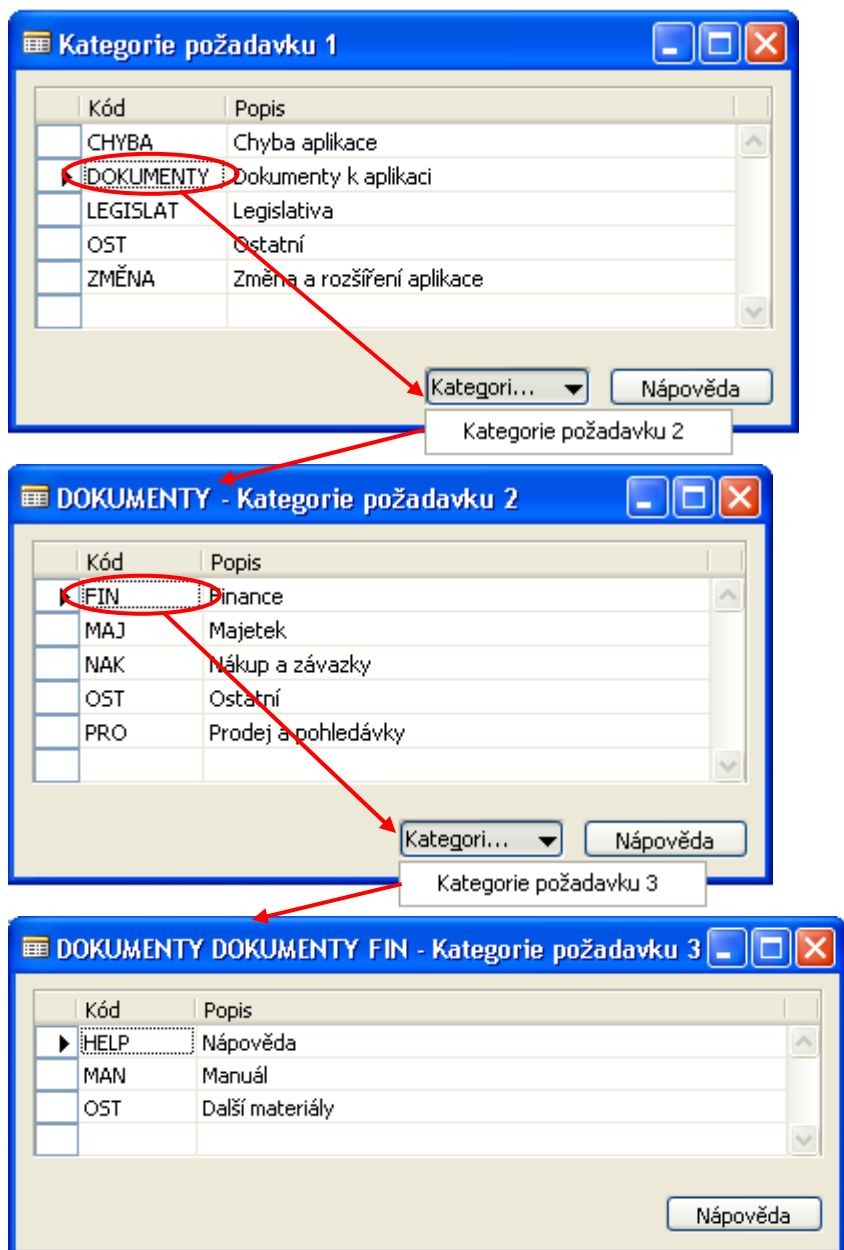 Kategorie požadavku 1
Kód Popis
CHYBA Chyba aplikace
DOKUMENTY Dokumenty k aplikaci
LEGISLAT Legislativa
OST Ostatní
ZMĚNA Změna a rozšíření aplikace
Kategori... Nápověda
Kategorie požadavku 2
DOKUMENTY - Kategorie požadavku 2
Kód Popis
FIN Finance
MAJ Majetek
NAK Nákup a závazky
OST Ostatní
PRO Prodej a pohledávky
Kategori... Nápověda
Kategorie požadavku 3
DOKUMENTY DOKUMENTY FIN - Kategorie požadavku 3
Kód Popis
HELP Nápověda
MAN Manuál
OST Další materiály
Nápověda